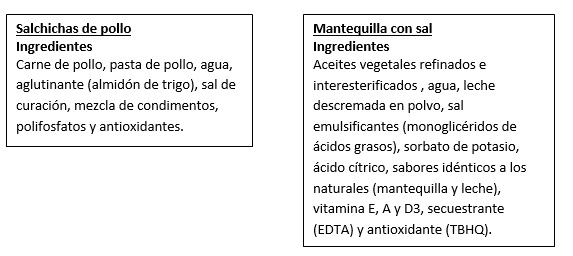 Salchichas de pollo
Ingredientes
Carne de pollo, pasta de pollo, agua,
aglutinante (almidón de trigo), sal de
curación, mezcla de condimentos,
polifosfatos y antioxidantes.
Mantequilla con sal
Ingredientes
Aceites vegetales refinados e
interesterificados , agua, leche
descremada en polvo, sal
emulsificantes (monoglicéridos de
ácidos grasos), sorbato de potasio,
ácido cítrico, sabores idénticos a los
naturales (mantequilla y leche),
vitamina E, A y D3, secuestrante
(EDTA) y antioxidante (TBHQ).